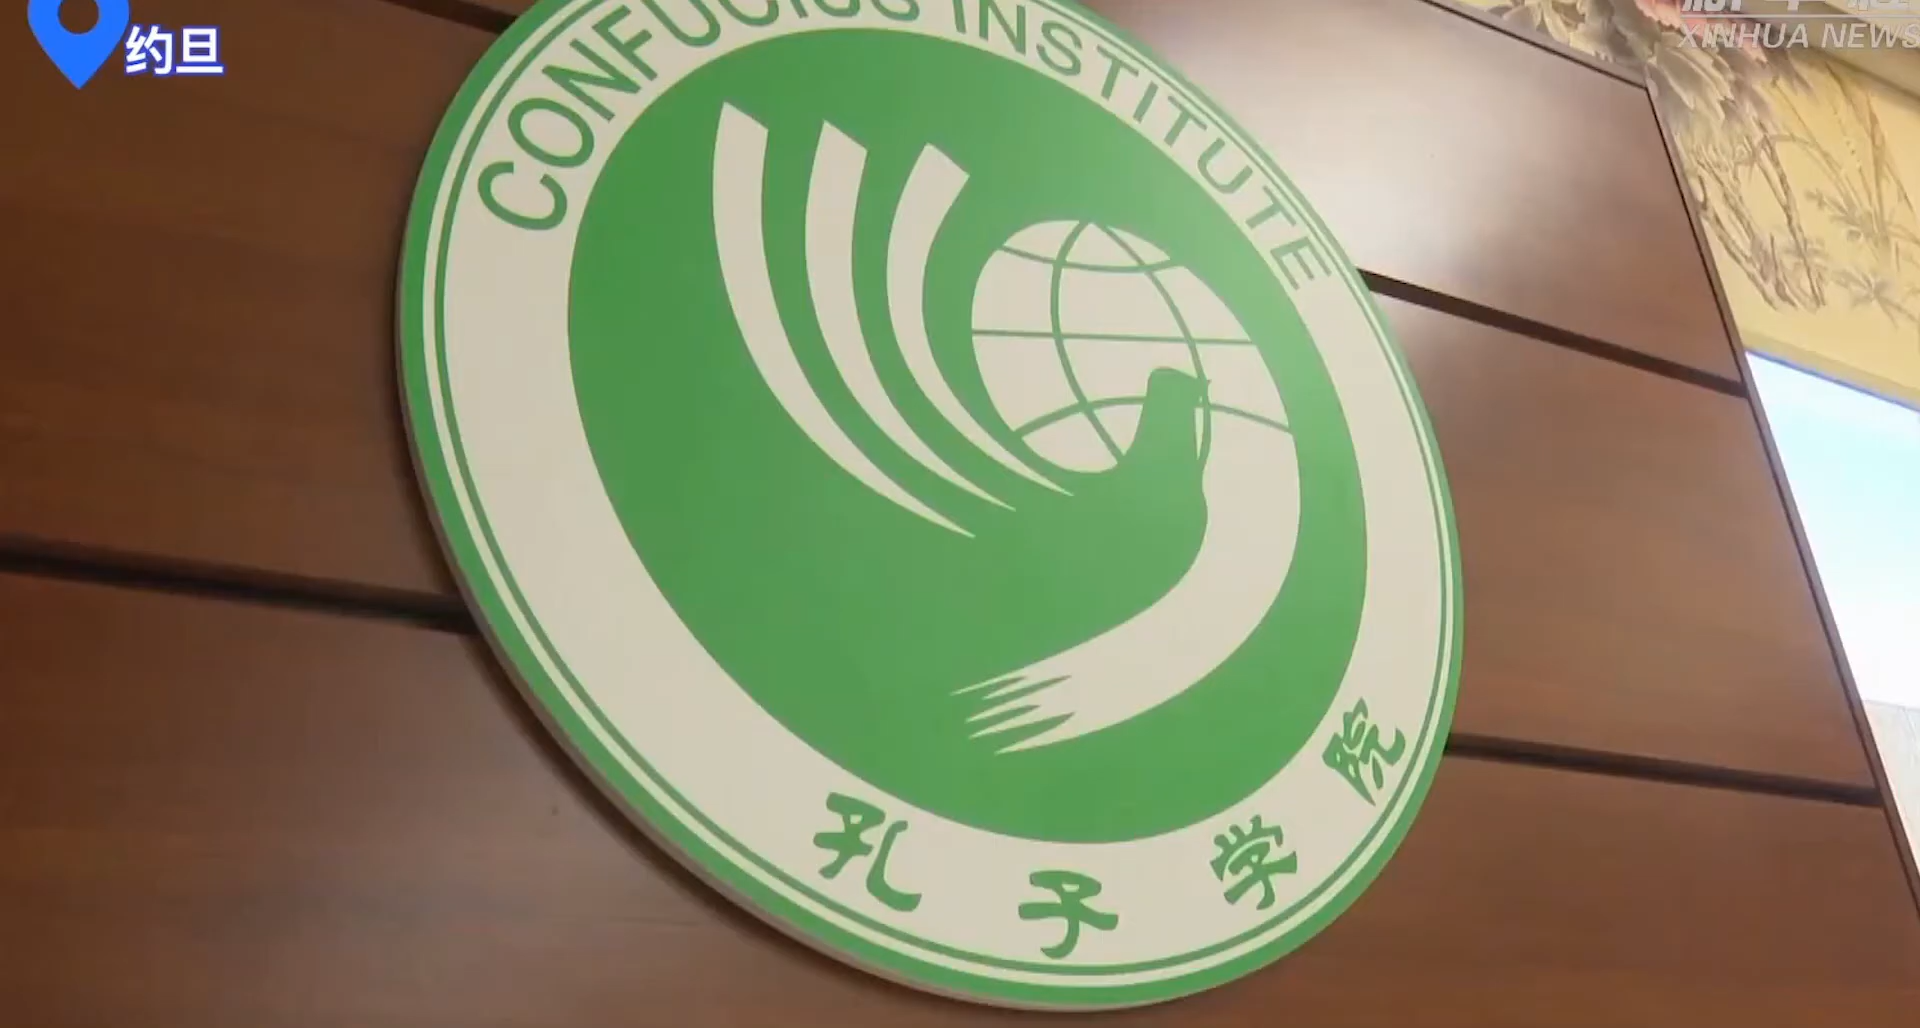 约旦
XINHUA NEWS
CONFUCIUS INSTITUTE
孔子学院